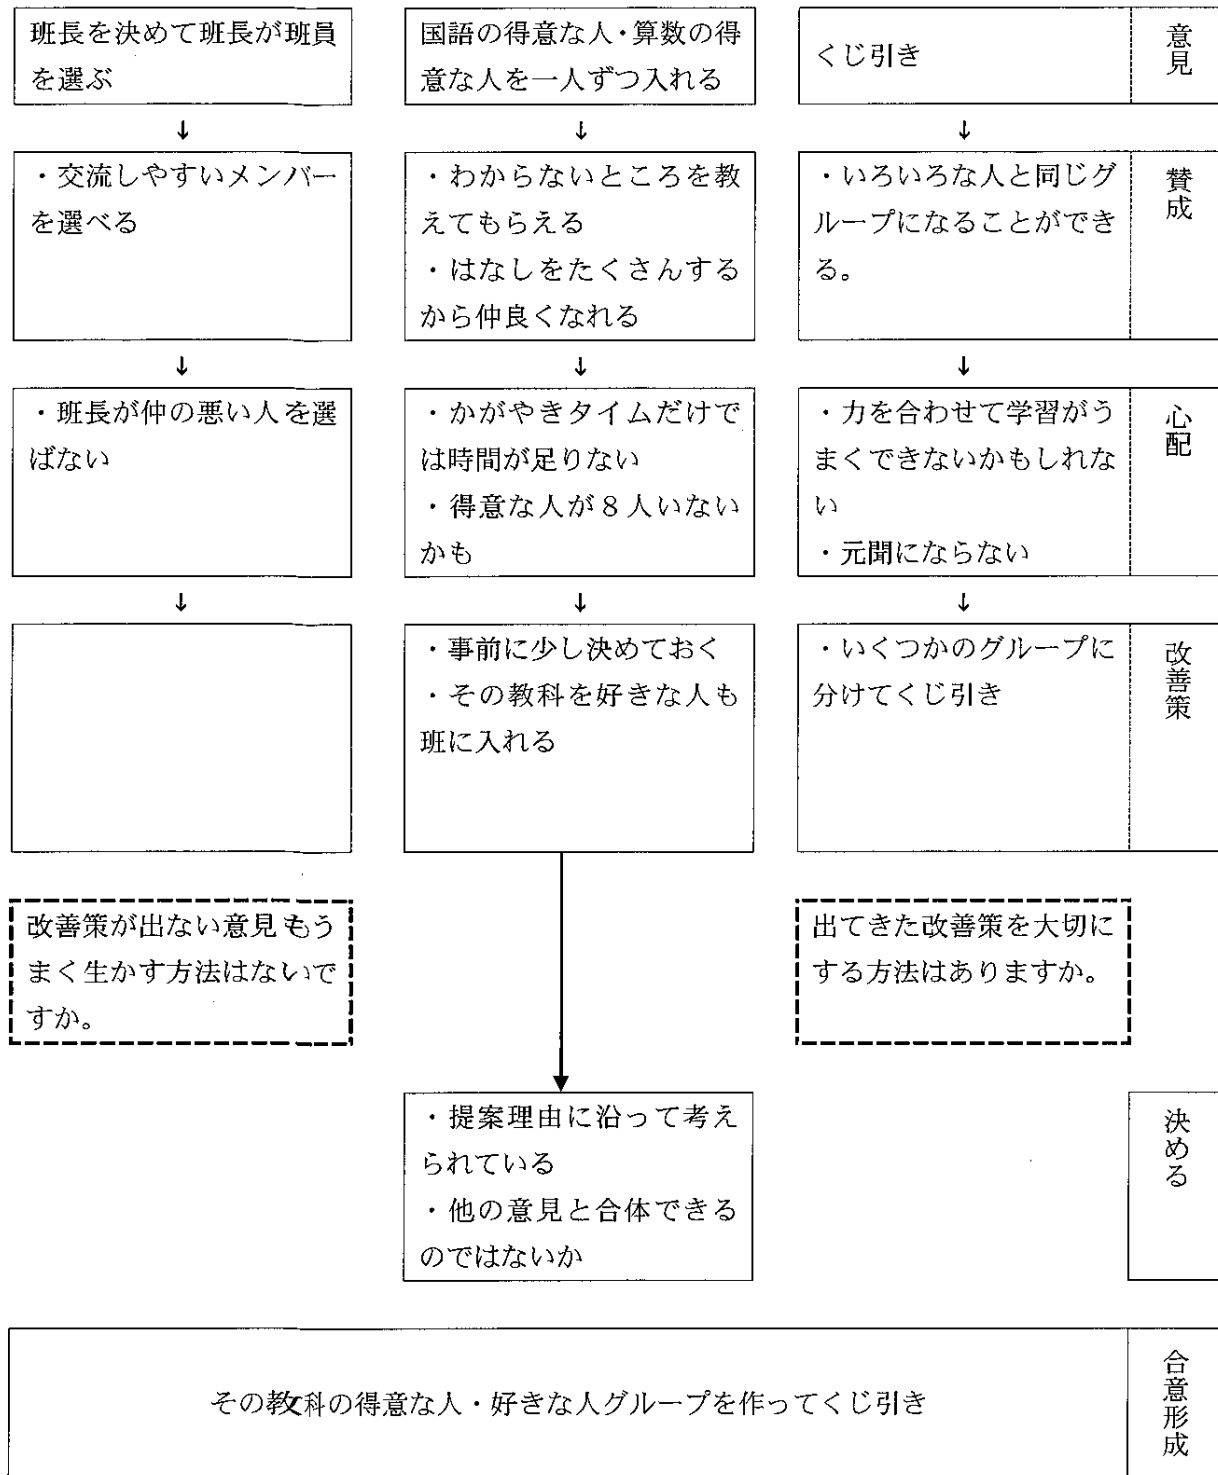 班長を決めて班長が班員
を選ぶ
国語の得意な人・算数の得
意な人を一人ずつ入れる
くじ引き
意見
↓
↓
↓
・交流しやすいメンバー
を選べる
・わからないところを教
えてもらえる
・はなしをたくさんする
から仲良くなれる
・いろいろな人と同じグ
ループになることができ
る。
賛成
↓
↓
↓
・班長が仲の悪い人を選
ばない
・かがやきタイムだけで
は時間が足りない
・得意な人が８人いない
かも
・力を合わせて学習がう
まくできないかもしれな
い
・元聞にならない
心配
↓
↓
↓
・事前に少し決めておく
・その教科を好きな人も
班に入れる
・いくつかのグループに
分けてくじ引き
改善策
改善策が出ない意見もう
まく生かす方法はないで
すか。
出てきた改善策を大切に
する方法はありますか。
・提案理由に沿って考え
られている
・他の意見と合体できる
のではないか
決める
その教科の得意な人・好きな人グループを作ってくじ引き
合意形成